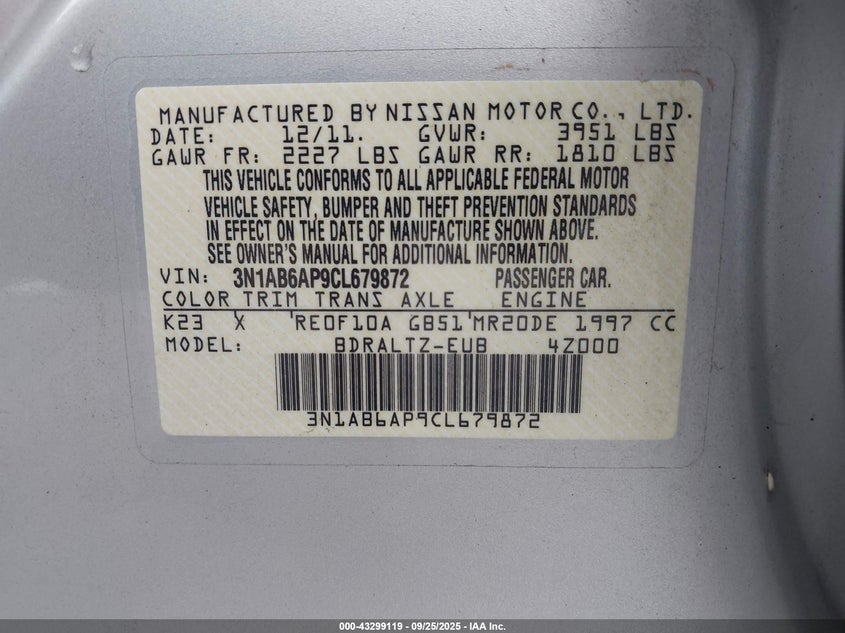 MANUFACTURED BY NISSAN MOTOR CO., LTD.
DATE: 12/11. GVWR: 3951 LBS
GAWR FR: 2227 LBS GAWR RR: 1810 LBS
THIS VEHICLE CONFORMS TO ALL APPLICABLE FEDERAL MOTOR
VEHICLE SAFETY, BUMPER AND THEFT PREVENTION STANDARDS
IN EFFECT ON THE DATE OF MANUFACTURE SHOWN ABOVE.
SEE OWNER'S MANUAL FOR ADDITIONAL INFORMATION.
VIN: 3N1AB6AP9CL679872 PASSENGER CAR.
COLOR TRIM TRANS AXLE ENGINE
K23 X RE0F10A GB51 MR20DE 1997 CC
MODEL: BDRALTZ-EUB 4Z000
3N1AB6AP9CL679872
000-43299119 - 09/25/2025 - IAA Inc.